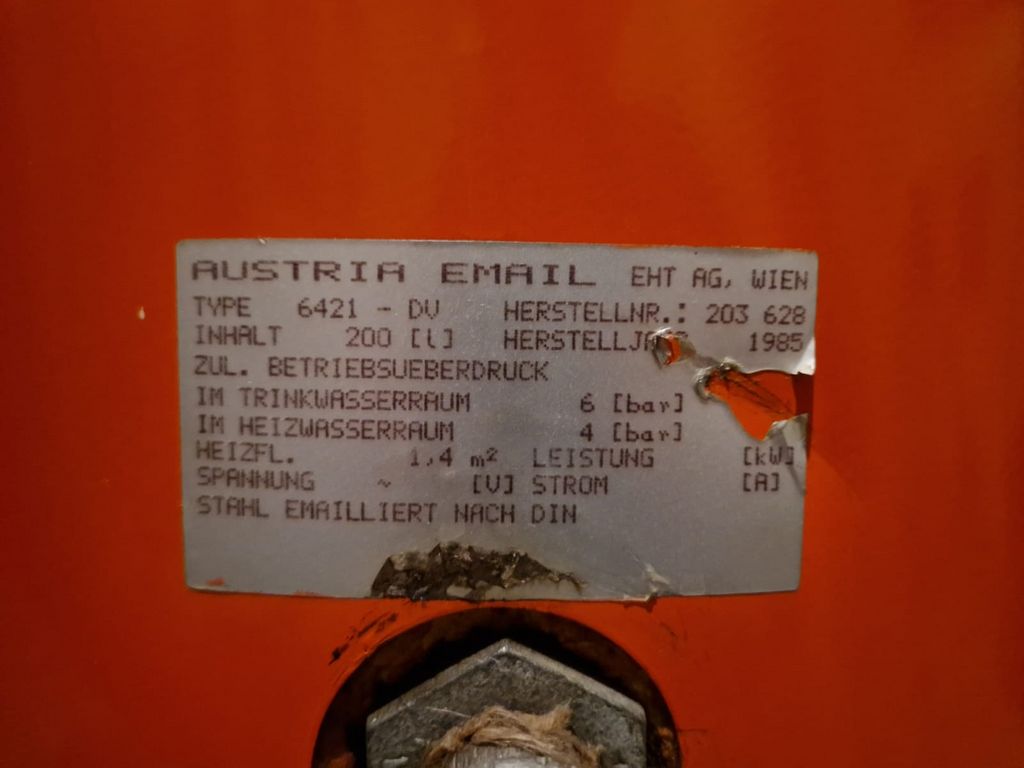 AUSTRIA EMAIL EHT AG, WIEN
TYPE 6421 - DV HERSTELLNR.: 203 628
INHALT 200 [l] HERSTELLJ 1985
ZUL. BETRIEBSUEBERDRUCK
IM TRINKWASSERRAUM 6 [bar]
IM HEIZWASSERRAUM 4 [bar]
HEIZFL. 1,4 m² LEISTUNG [kW]
SPANNUNG ~ [V] STROM [A]
STAHL EMAILLIERT NACH DIN